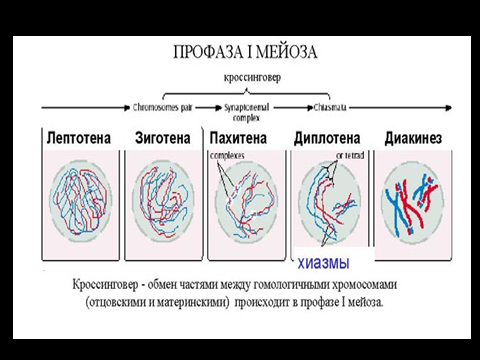 ПРОФАЗА I МЕЙОЗА
кроссинговер
Chromosomes pair
Synaptonemal
complex
Chiasmata
Лептотена
Зиготена
Пахитена
Диплотена
Диакинез
complexes
or tetrad
хиазмы
Кроссинговер - обмен частями между гомологичными хромосомами
(отцовскими и материнскими) происходит в профазе I мейоза.